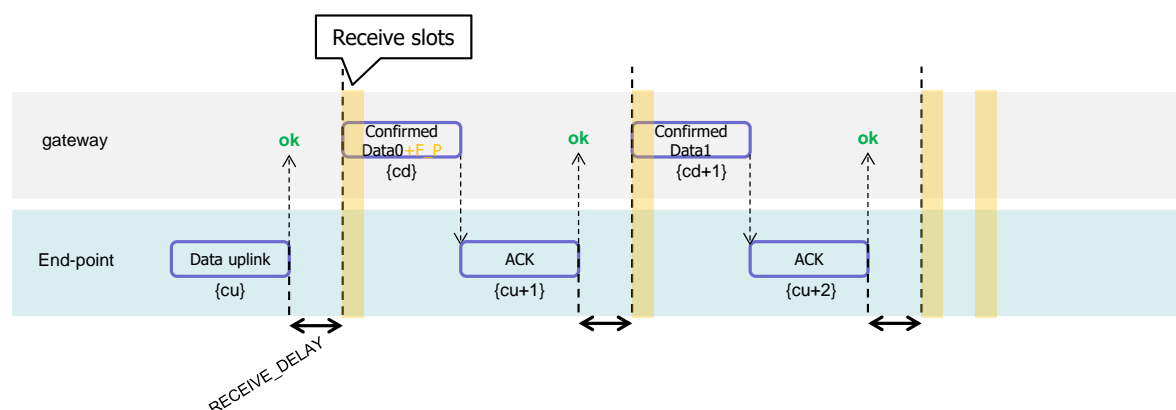 Receive slots
gateway
ok
Confirmed
Data0+F_P
{cd}
ok
Confirmed
Data1
{cd+1}
ok
End-point
Data uplink
{cu}
ACK
{cu+1}
ACK
{cu+2}
RECEIVE_DELAY